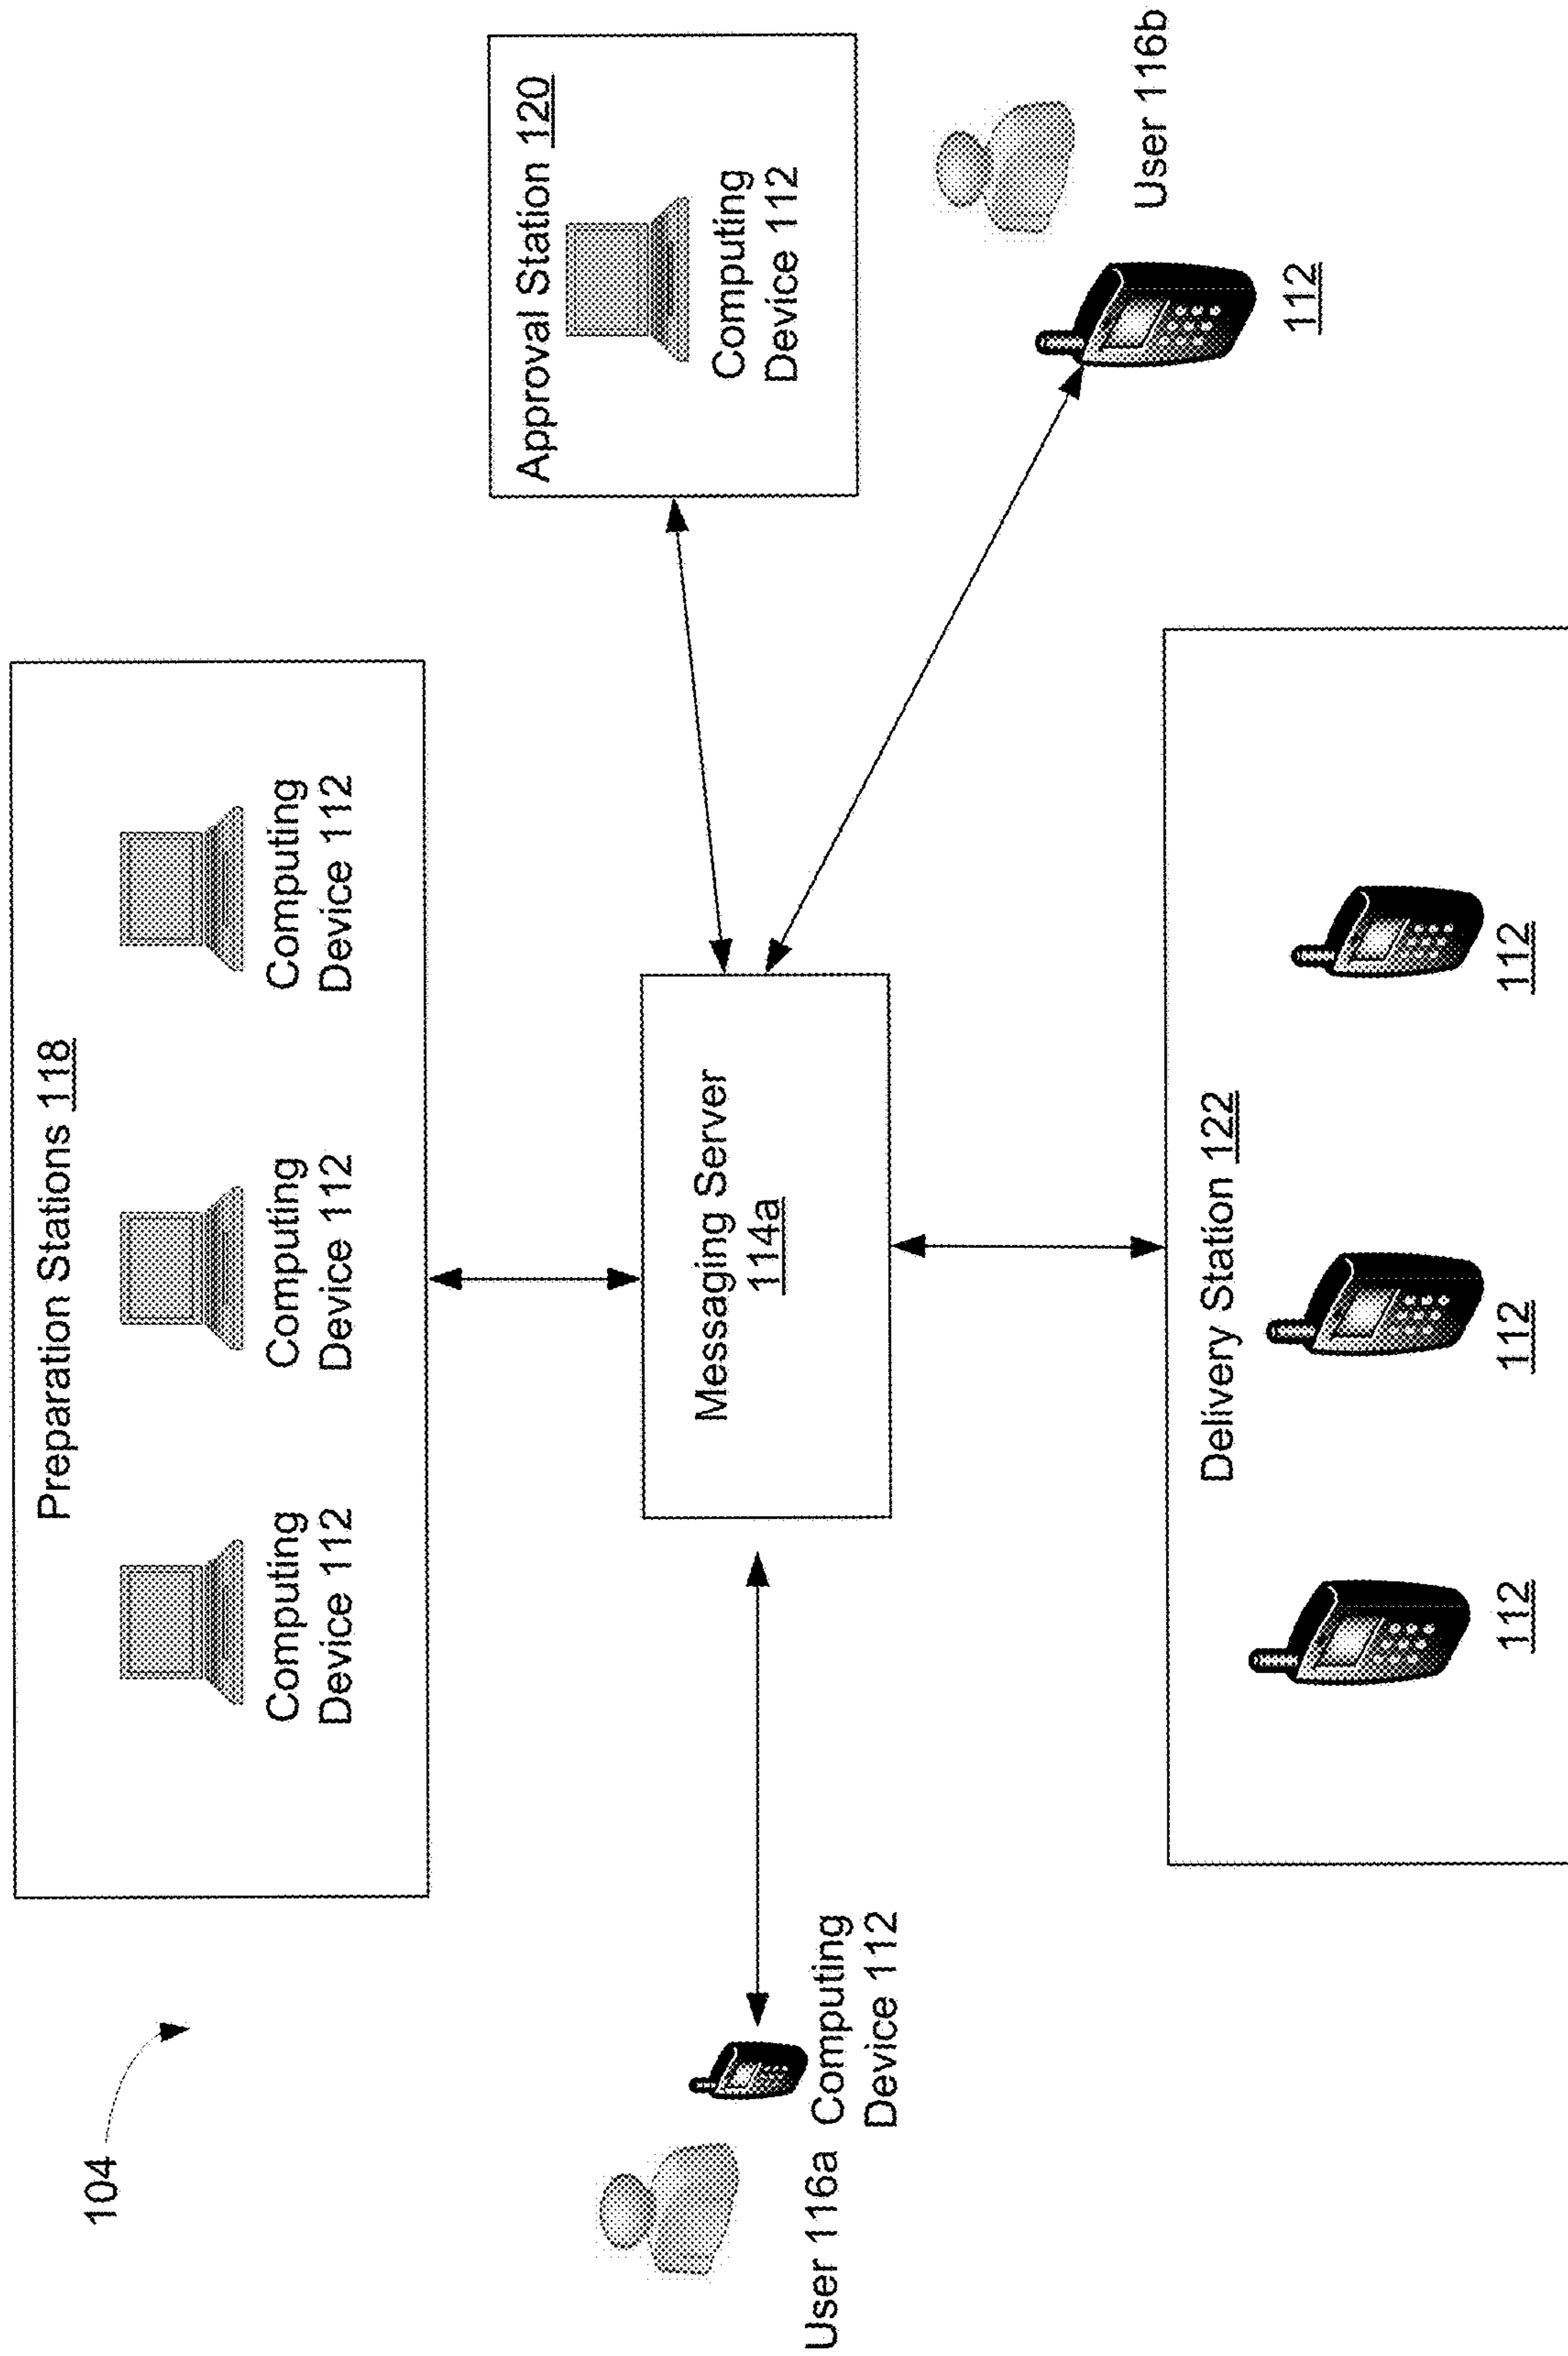 104
Preparation Stations 118
Computing
Device 112
Computing
Device 112
Computing
Device 112
Approval Station 120
Computing
Device 112
User 116a
Computing
Device 112
Messaging Server
114a
User 116b
112
Delivery Station 122
112
112
112